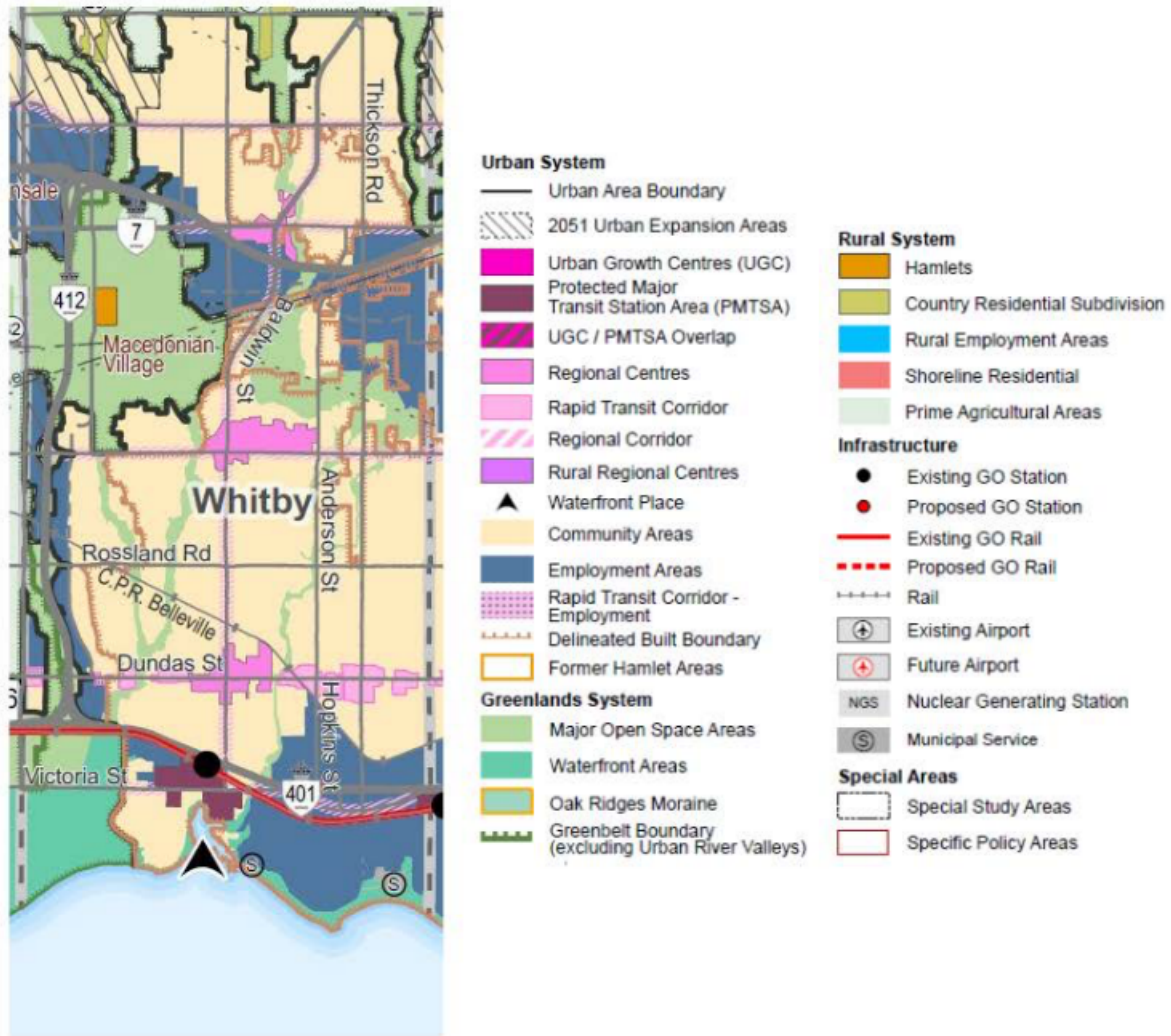 Thickson Rd
nsale
7
412
Macedonian
Village
Baldwin St
Whitby
Anderson St
Rossland Rd
C.P.R. Belleville
Dundas St
Hopkins St
Victoria St
401
S
S
Urban System
Urban Area Boundary
2051 Urban Expansion Areas
Urban Growth Centres (UGC)
Protected Major
Transit Station Area (PMTSA)
UGC / PMTSA Overlap
Regional Centres
Rapid Transit Corridor
Regional Corridor
Rural Regional Centres
Waterfront Place
Community Areas
Employment Areas
Rapid Transit Corridor -
Employment
Delineated Built Boundary
Former Hamlet Areas
Greenlands System
Major Open Space Areas
Waterfront Areas
Oak Ridges Moraine
Greenbelt Boundary
(excluding Urban River Valleys)
Rural System
Hamlets
Country Residential Subdivision
Rural Employment Areas
Shoreline Residential
Prime Agricultural Areas
Infrastructure
Existing GO Station
Proposed GO Station
Existing GO Rail
Proposed GO Rail
Rail
Existing Airport
Future Airport
NGS Nuclear Generating Station
S Municipal Service
Special Areas
Special Study Areas
Specific Policy Areas